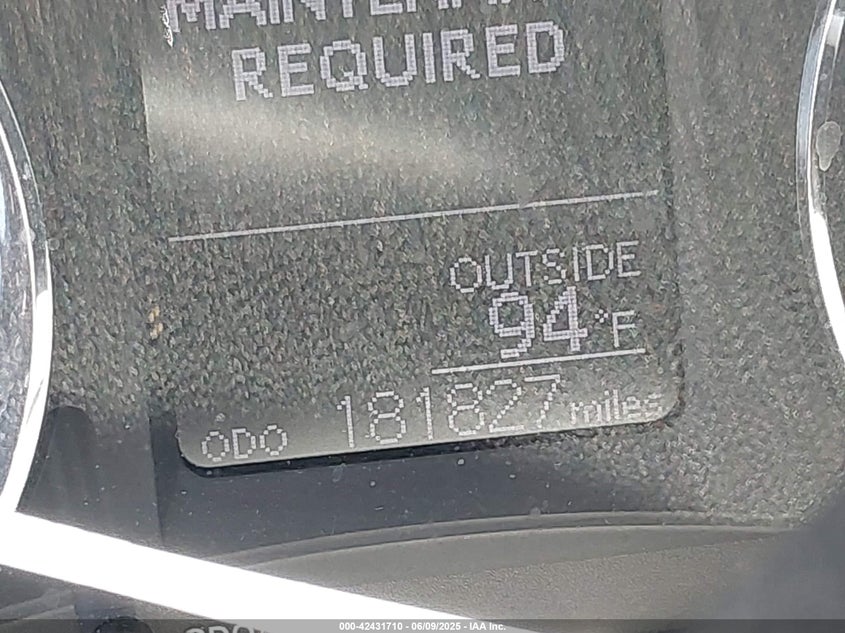 REQUIRED
OUTSIDE
94°F
ODO 181827 miles
000-42431710 - 06/09/2025 - IAA Inc.